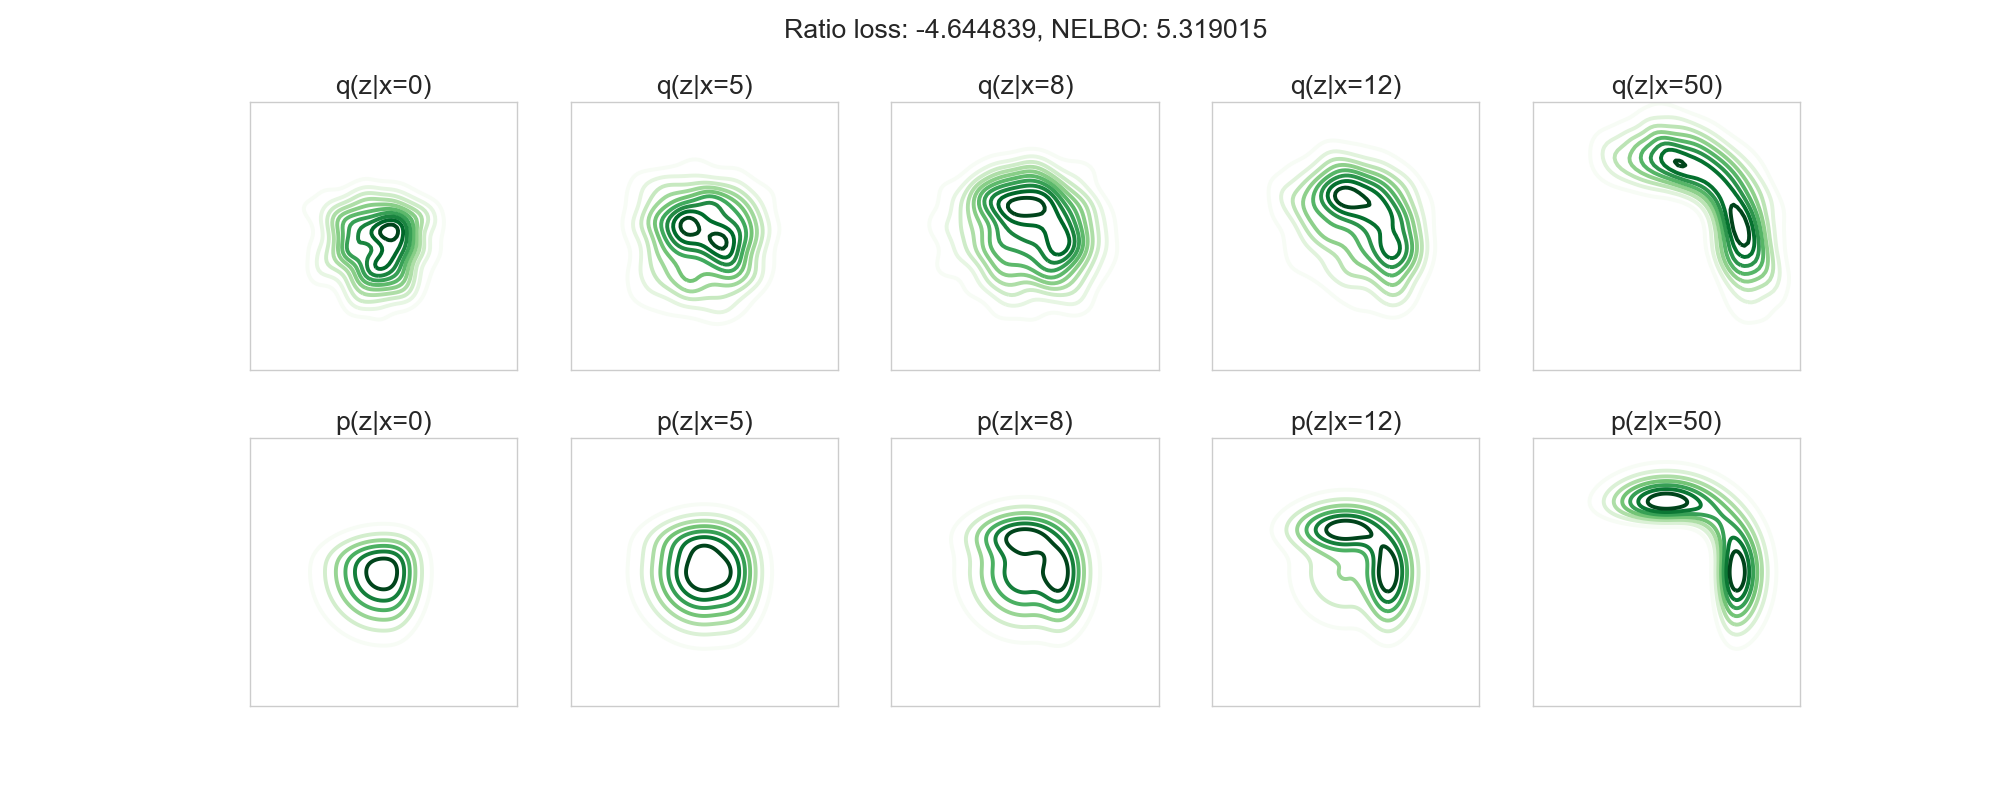 Ratio loss: -4.644839, NELBO: 5.319015
q(z|x=0) q(z|x=5) q(z|x=8) q(z|x=12) q(z|x=50)
p(z|x=0) p(z|x=5) p(z|x=8) p(z|x=12) p(z|x=50)